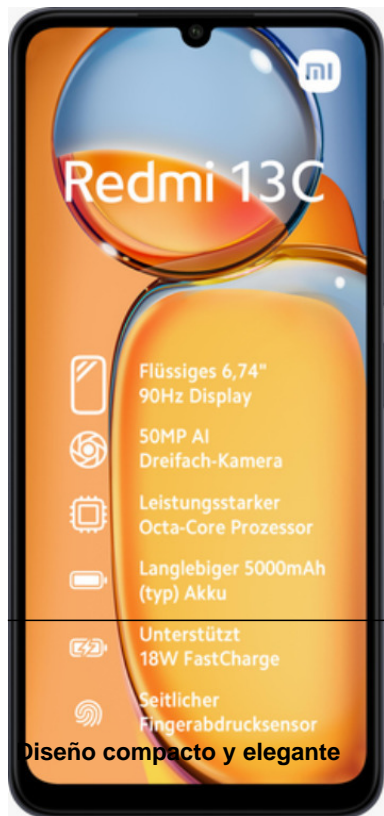 mi
Redmi 13C
Flüssiges 6,74"
90Hz Display
50MP AI
Dreifach-Kamera
Leistungsstarker
Octa-Core Prozessor
Langlebiger 5000mAh
(typ) Akku
Unterstützt
18W FastCharge
Seitlicher
Fingerabdrucksensor
Diseño compacto y elegante